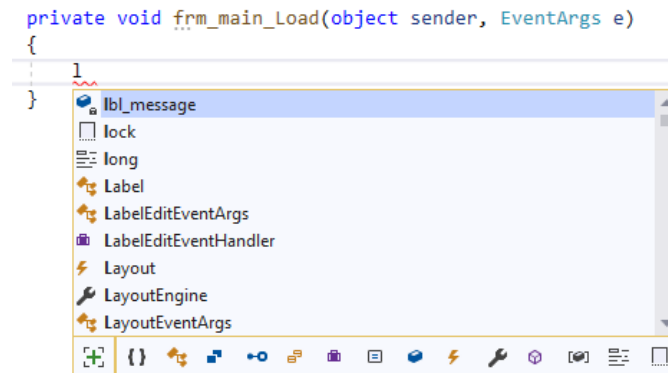 private void frm_main_Load(object sender, EventArgs e)
{
l
}
lbl_message
lock
long
Label
LabelEditEventArgs
LabelEditEventHandler
Layout
LayoutEngine
LayoutEventArgs